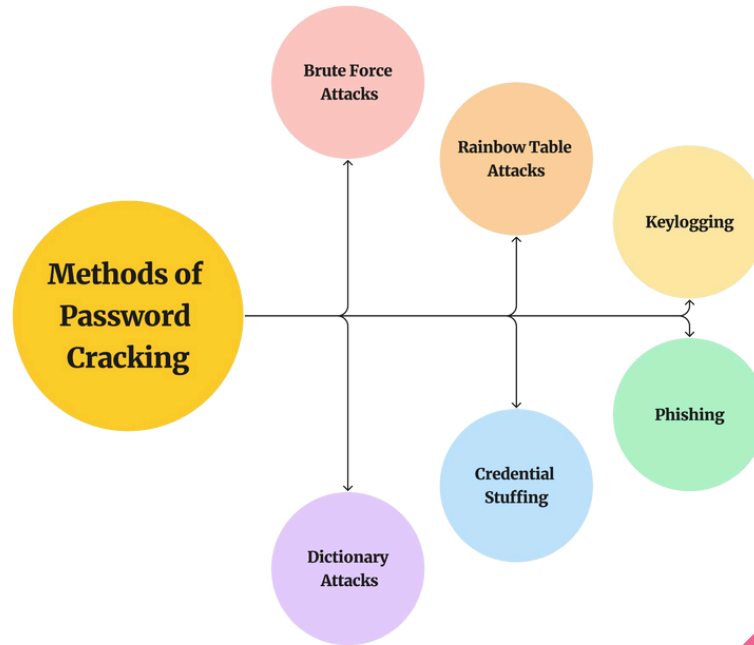 Brute Force
Attacks
Rainbow Table
Attacks
Keylogging
Methods of
Password
Cracking
Phishing
Credential
Stuffing
Dictionary
Attacks